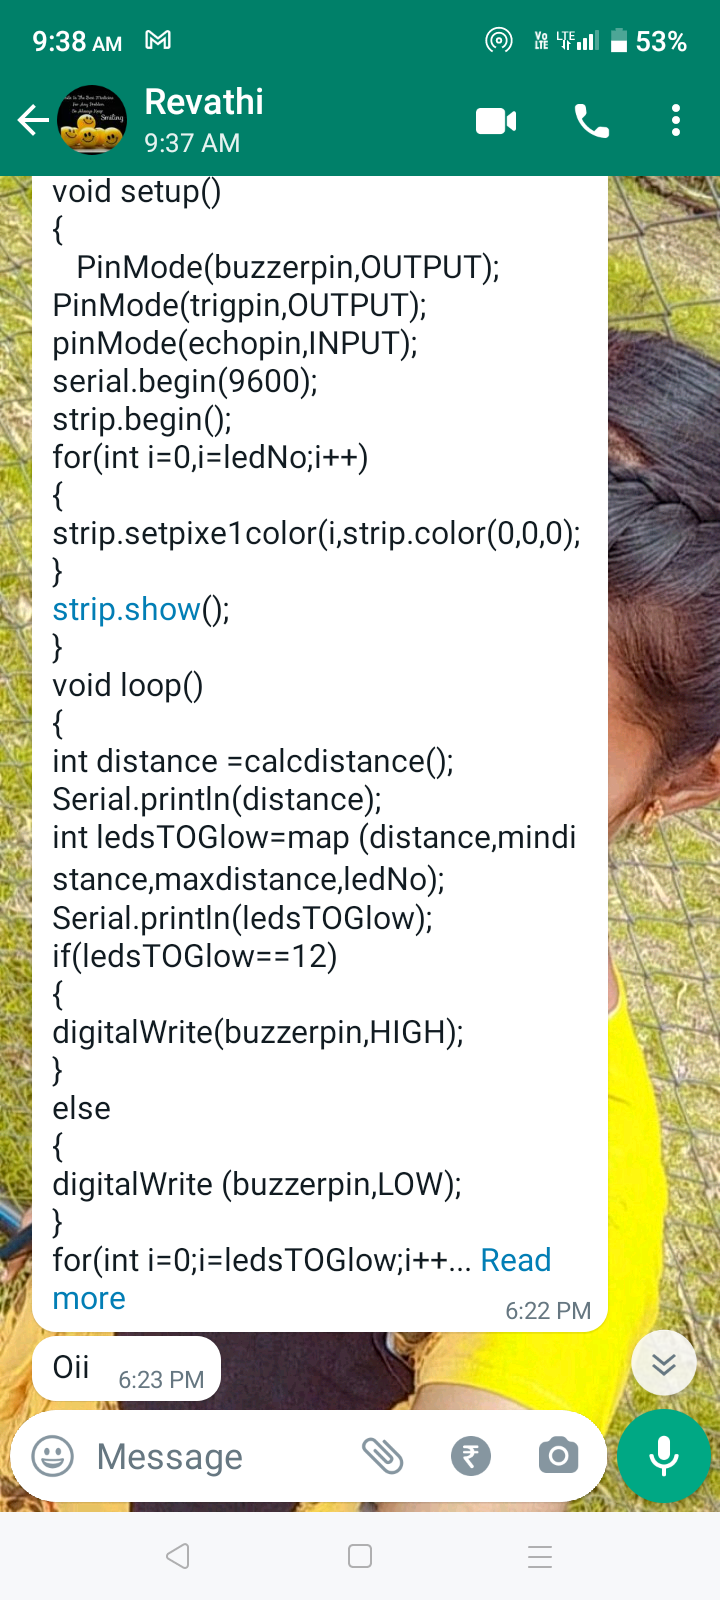 9:38 AM
Vo LTE LTE 53%
Revathi
9:37 AM
Smiling
void setup()
{
PinMode(buzzerpin,OUTPUT);
PinMode(trigpin,OUTPUT);
pinMode(echopin,INPUT);
serial.begin(9600);
strip.begin();
for(int i=0,i=ledNo;i++)
{
strip.setpixe1color(i,strip.color(0,0,0);
}
strip.show();
}
void loop()
{
int distance =calcdistance();
Serial.println(distance);
int ledsTOGlow=map (distance,mindi
stance,maxdistance,ledNo);
Serial.println(ledsTOGlow);
if(ledsTOGlow==12)
{
digitalWrite(buzzerpin,HIGH);
}
else
{
digitalWrite (buzzerpin,LOW);
}
for(int i=0;i=ledsTOGlow;i++... Read
more
6:22 PM
Oii 6:23 PM
Message